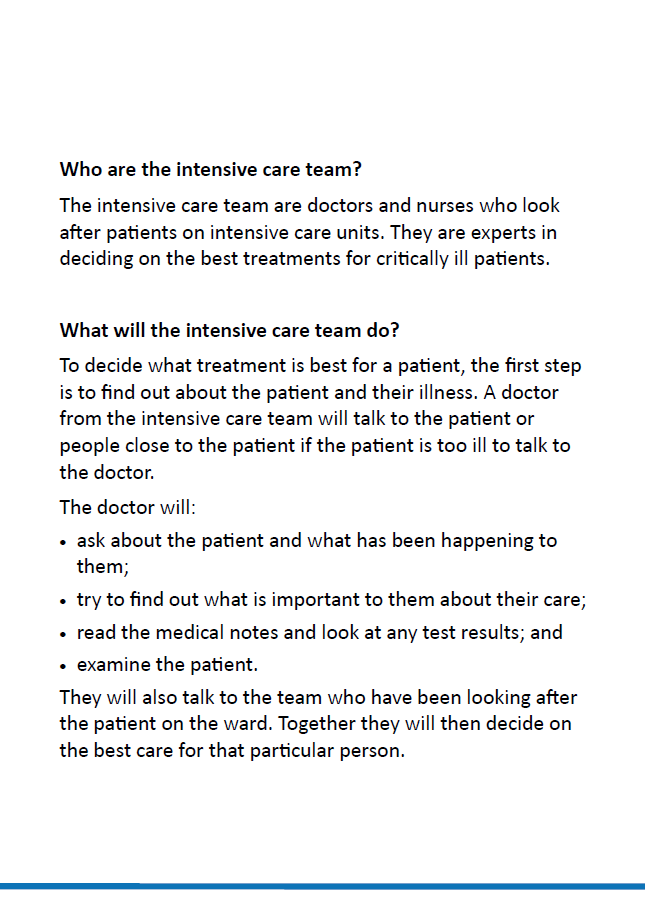 Who are the intensive care team?
The intensive care team are doctors and nurses who look
after patients on intensive care units. They are experts in
deciding on the best treatments for critically ill patients.
What will the intensive care team do?
To decide what treatment is best for a patient, the first step
is to find out about the patient and their illness. A doctor
from the intensive care team will talk to the patient or
people close to the patient if the patient is too ill to talk to
the doctor.
The doctor will:
• ask about the patient and what has been happening to
them;
• try to find out what is important to them about their care;
• read the medical notes and look at any test results; and
• examine the patient.
They will also talk to the team who have been looking after
the patient on the ward. Together they will then decide on
the best care for that particular person.